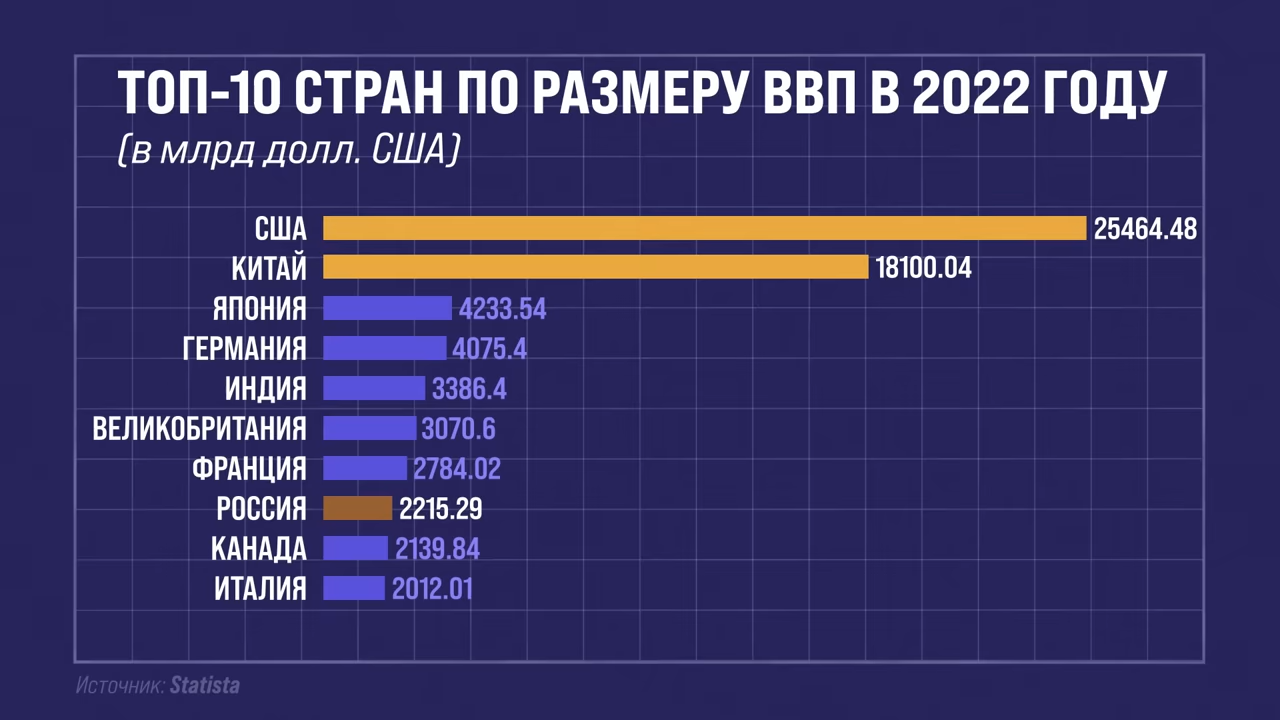 ТОП-10 СТРАН ПО РАЗМЕРУ ВВП В 2022 ГОДУ
(в млрд долл. США)
США 25464.48
КИТАЙ 18100.04
ЯПОНИЯ 4233.54
ГЕРМАНИЯ 4075.4
ИНДИЯ 3386.4
ВЕЛИКОБРИТАНИЯ 3070.6
ФРАНЦИЯ 2784.02
РОССИЯ 2215.29
КАНАДА 2139.84
ИТАЛИЯ 2012.01
Источник: Statista